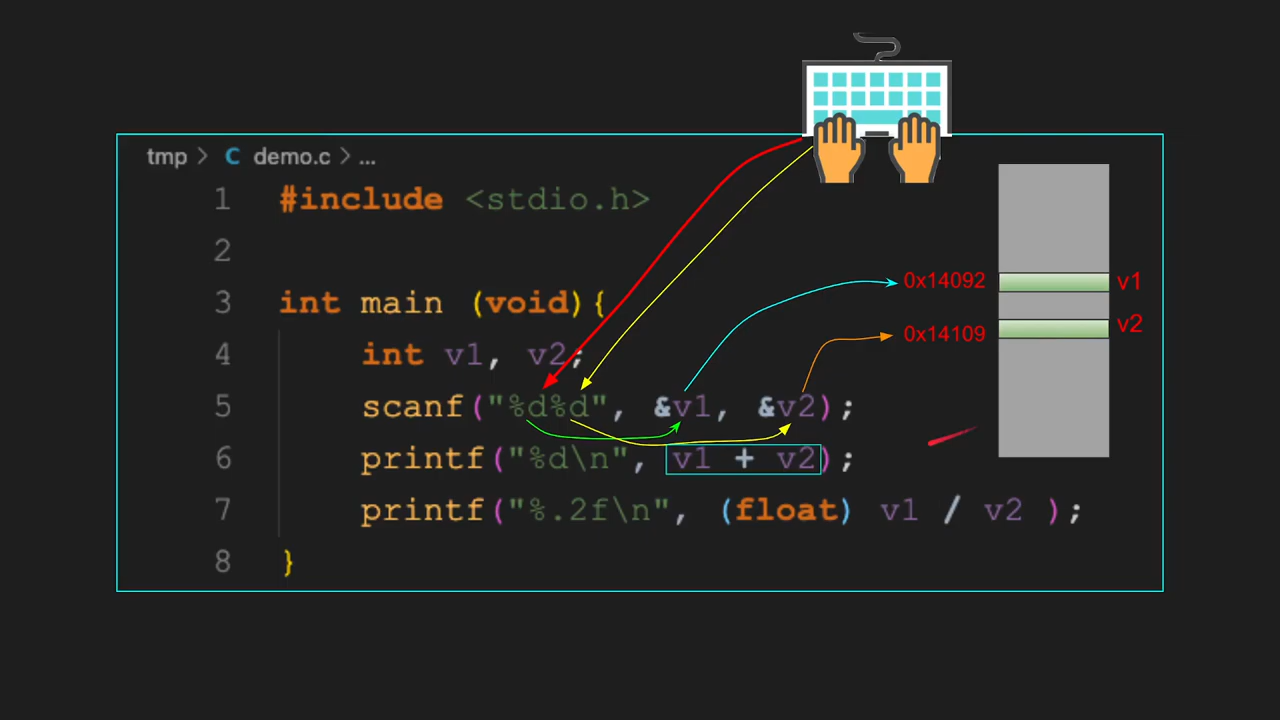 tmp > C demo.c > ...
1 #include <stdio.h>
2
3 int main (void){
4 int v1, v2;
5 scanf("%d%d", &v1, &v2);
6 printf("%d\n", v1 + v2);
7 printf("%.2f\n", (float) v1 / v2 );
8 }
0x14092 v1
0x14109 v2